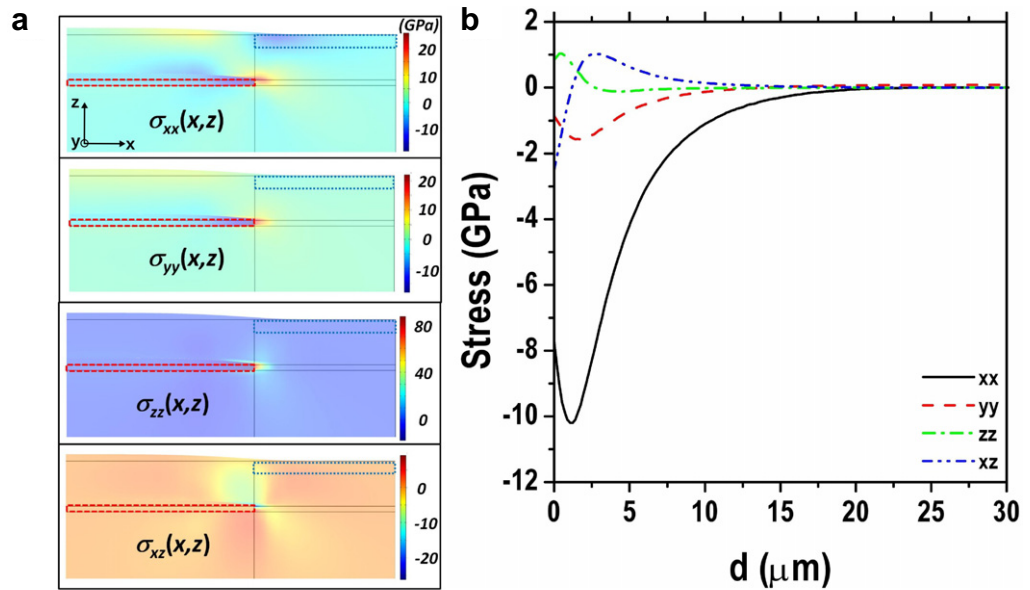 a
(GPa)
20
10
0
-10
z
y
x
σxx(x,z)
20
10
0
-10
σyy(x,z)
80
40
0
σzz(x,z)
0
-10
-20
σxz(x,z)
b
2
0
-2
-4
-6
-8
-10
-12
Stress (GPa)
xx
yy
zz
xz
0 5 10 15 20 25 30
d (μm)